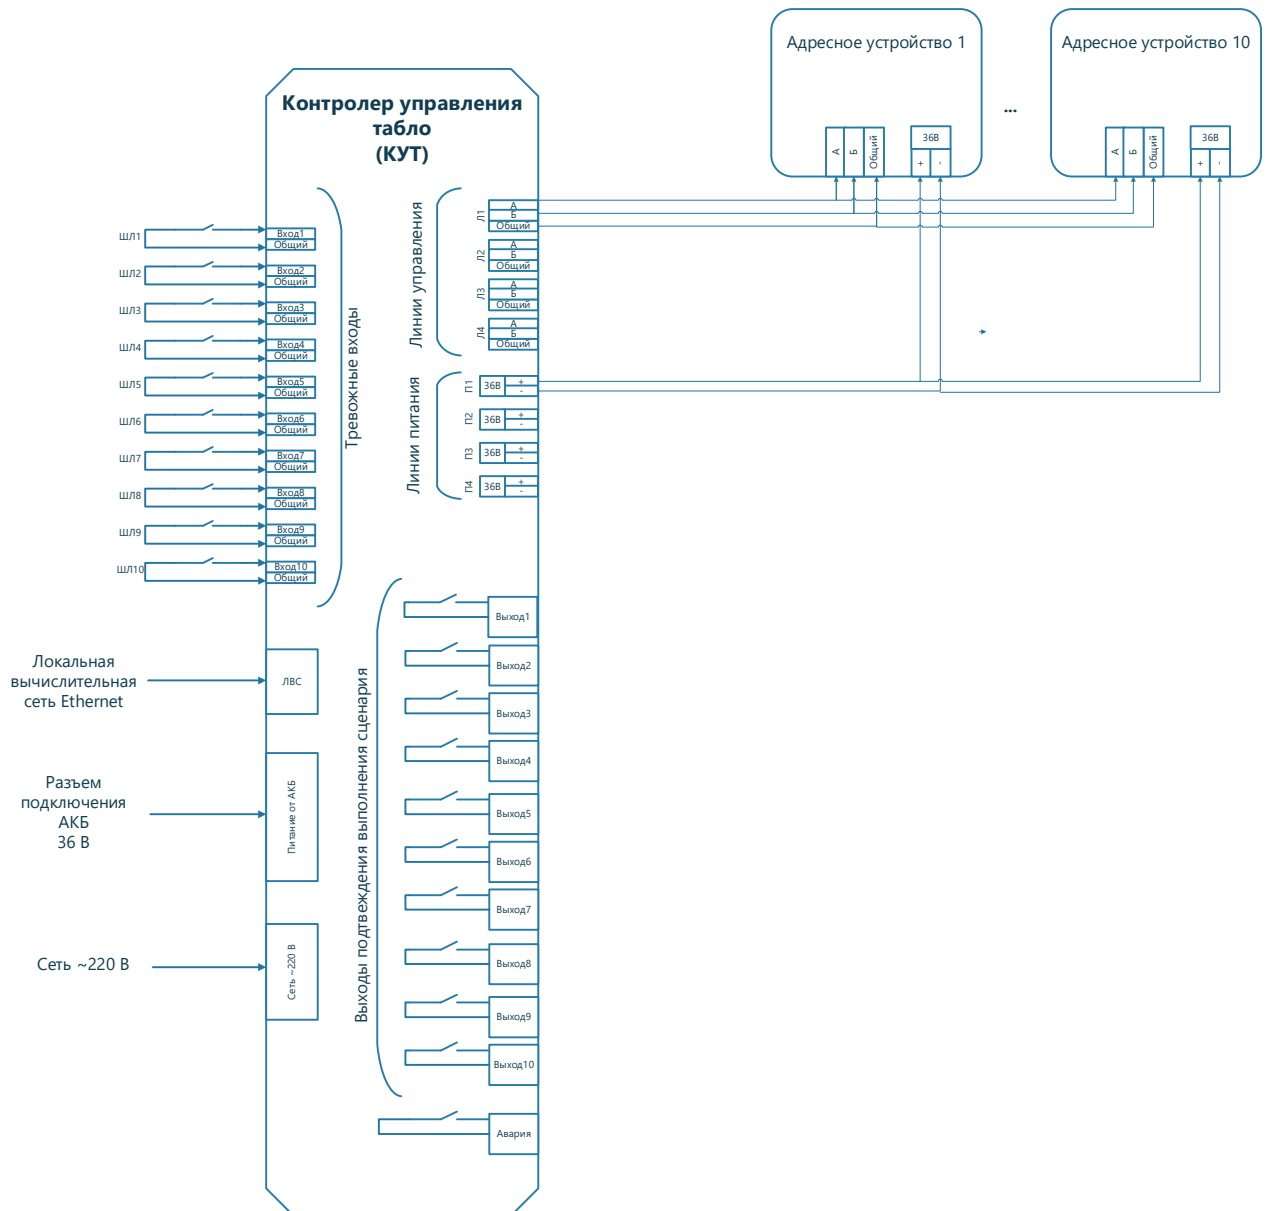 Контролер управления
табло
(КУТ)
Адресное устройство 1
А
Б
Общий
36В
+
-
...
Адресное устройство 10
А
Б
Общий
36В
+
-
ШЛ1
Вход1
Общий
ШЛ2
Вход2
Общий
ШЛ3
Вход3
Общий
ШЛ4
Вход4
Общий
ШЛ5
Вход5
Общий
ШЛ6
Вход6
Общий
ШЛ7
Вход7
Общий
ШЛ8
Вход8
Общий
ШЛ9
Вход9
Общий
ШЛ10
Вход10
Общий
Тревожные входы
Линии управления
Л1
А
Б
Общий
Л2
А
Б
Общий
Л3
А
Б
Общий
Л4
А
Б
Общий
Линии питания
П1
36В
+
-
П2
36В
+
-
П3
36В
+
-
П4
36В
+
-
Локальная
вычислительная
сеть Ethernet
ЛВС
Разъем
подключения
АКБ
36 В
Питание от АКБ
Сеть ~220 В
Сеть ~220 В
Выходы подтвеждения выполнения сценария
Выход1
Выход2
Выход3
Выход4
Выход5
Выход6
Выход7
Выход8
Выход9
Выход10
Авария